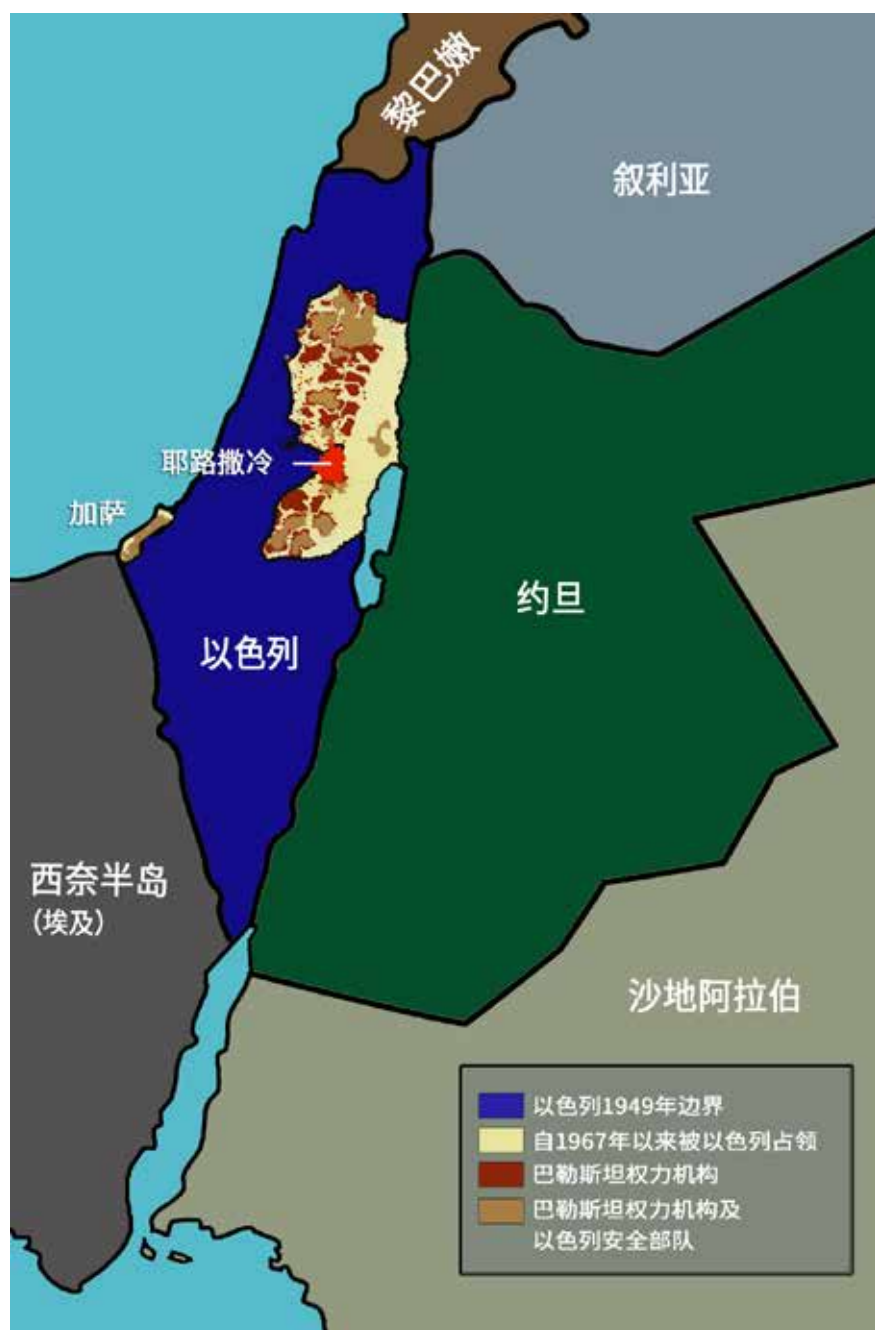 黎巴嫩
叙利亚
耶路撒冷
加萨
约旦
以色列
西奈半岛
(埃及)
沙地阿拉伯
以色列1949年边界
自1967年以来被以色列占领
巴勒斯坦权力机构
巴勒斯坦权力机构及
以色列安全部队